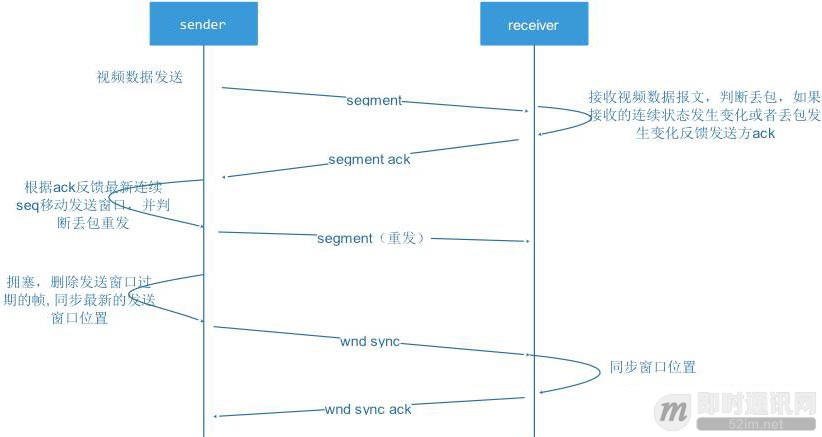 sender
receiver
视频数据发送
segment
接收视频数据报文，判断丢包，如果
接收的连续状态发生变化或者丢包发
生变化反馈发送方ack
segment ack
根据ack反馈最新连续
seq移动发送窗口，并判
断丢包重发
segment（重发）
拥塞，删除发送窗口过
期的帧,同步最新的发送
窗口位置
wnd sync
同步窗口位置
wnd sync ack
即时通讯网
52im.net